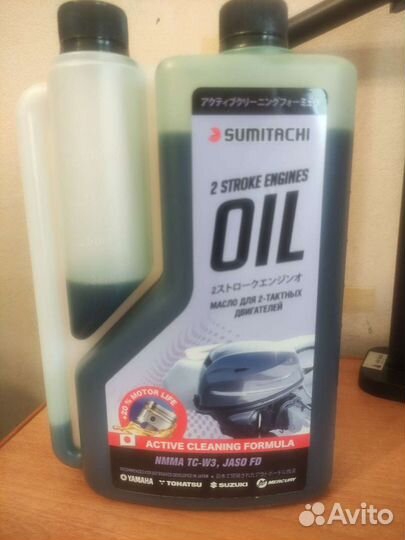 アクティブクリーニングフォーミュラ
SUMITACHI
2 STROKE ENGINES
OIL
2ストロークエンジンオ
МАСЛО ДЛЯ 2-ТАКТНЫХ
ДВИГАТЕЛЕЙ
+20% MOTOR LIFE
ACTIVE CLEANING FORMULA
NMMA TC-W3, JASO FD
YAMAHA TOHATSU SUZUKI MERCURY
Avito